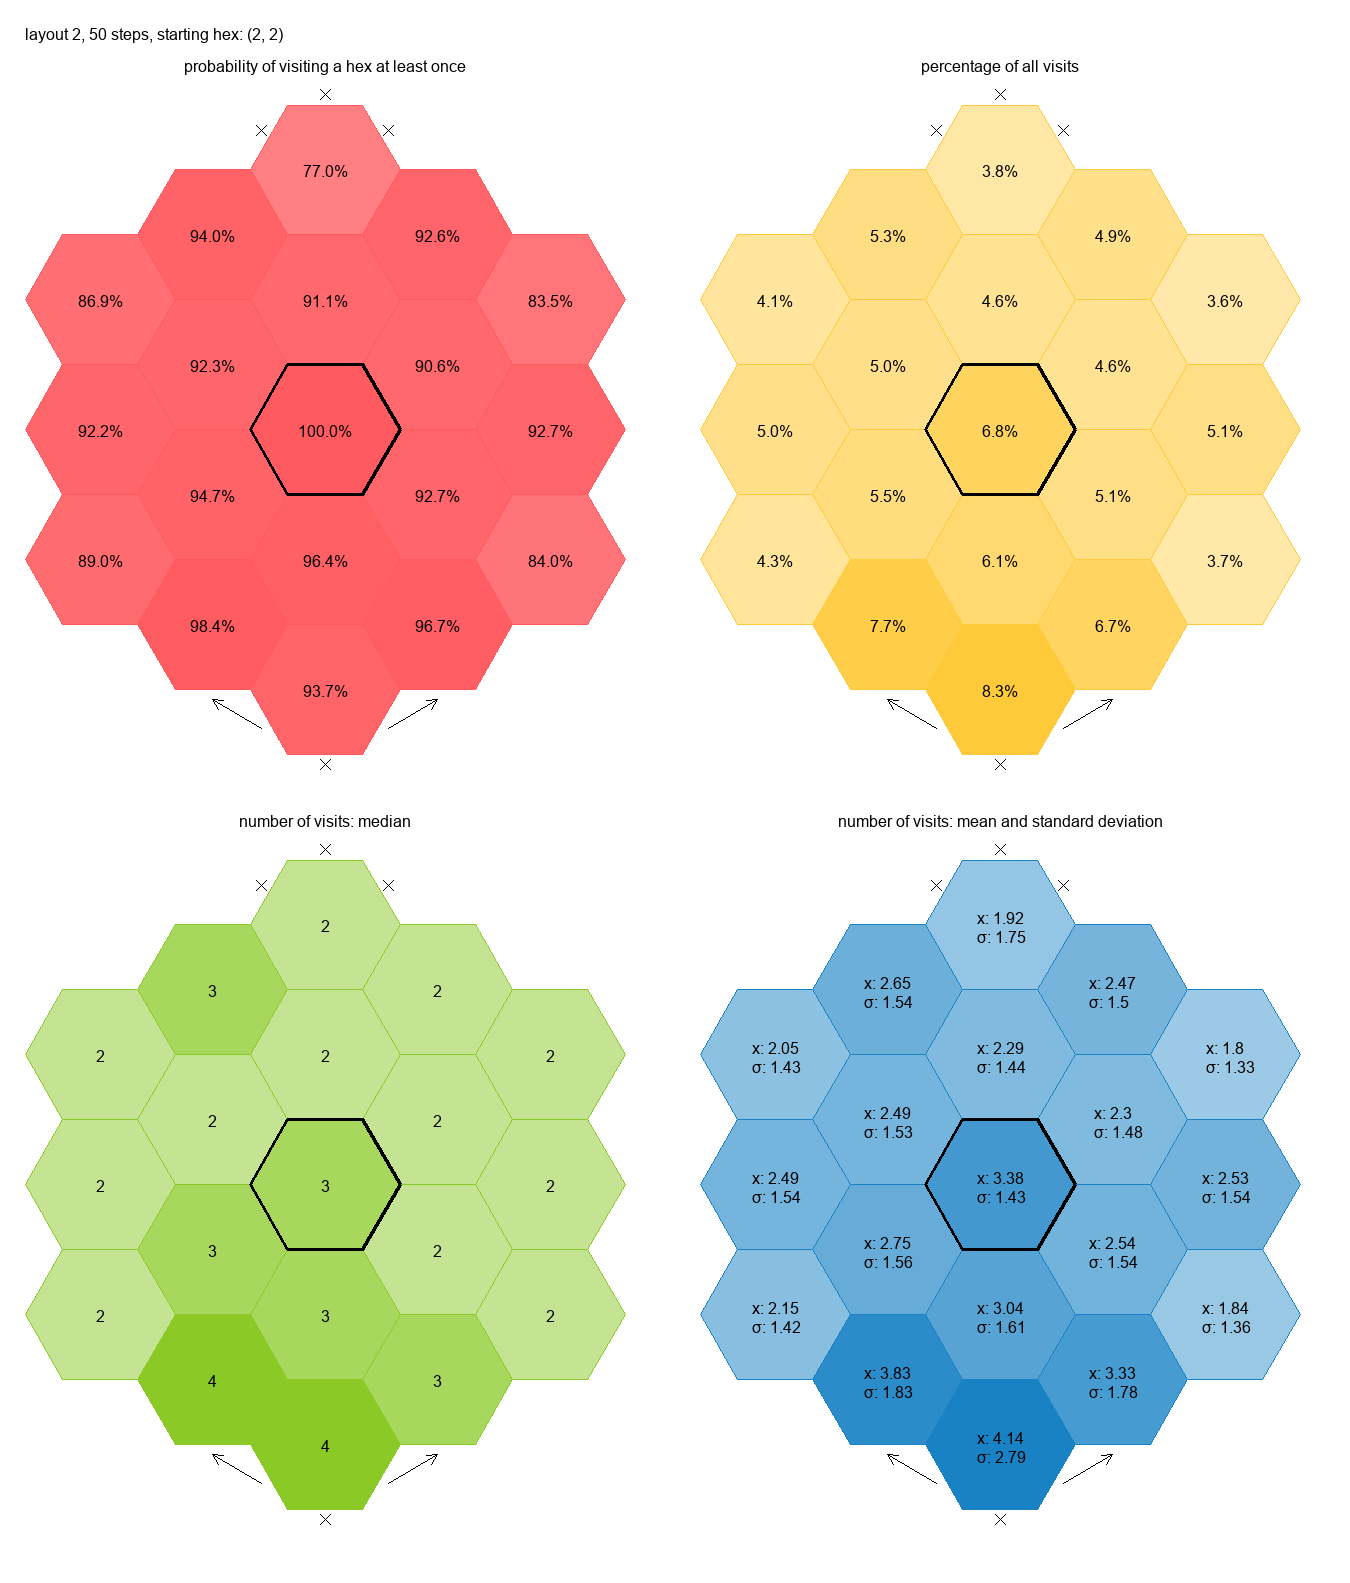 layout 2, 50 steps, starting hex: (2, 2)
probability of visiting a hex at least once
77.0%
94.0%
92.6%
86.9%
91.1%
83.5%
92.3%
90.6%
92.2%
100.0%
92.7%
94.7%
92.7%
89.0%
96.4%
84.0%
98.4%
96.7%
93.7%
percentage of all visits
3.8%
5.3%
4.9%
4.1%
4.6%
3.6%
5.0%
4.6%
5.0%
6.8%
5.1%
5.5%
5.1%
4.3%
6.1%
3.7%
7.7%
6.7%
8.3%
number of visits: median
2
3
2
2
2
2
2
2
2
3
2
3
2
2
3
2
4
3
4
number of visits: mean and standard deviation
x: 1.92
σ: 1.75
x: 2.65
σ: 1.54
x: 2.47
σ: 1.5
x: 2.05
σ: 1.43
x: 2.29
σ: 1.44
x: 1.8
σ: 1.33
x: 2.49
σ: 1.53
x: 2.3
σ: 1.48
x: 2.49
σ: 1.54
x: 3.38
σ: 1.43
x: 2.53
σ: 1.54
x: 2.75
σ: 1.56
x: 2.54
σ: 1.54
x: 2.15
σ: 1.42
x: 3.04
σ: 1.61
x: 1.84
σ: 1.36
x: 3.83
σ: 1.83
x: 3.33
σ: 1.78
x: 4.14
σ: 2.79